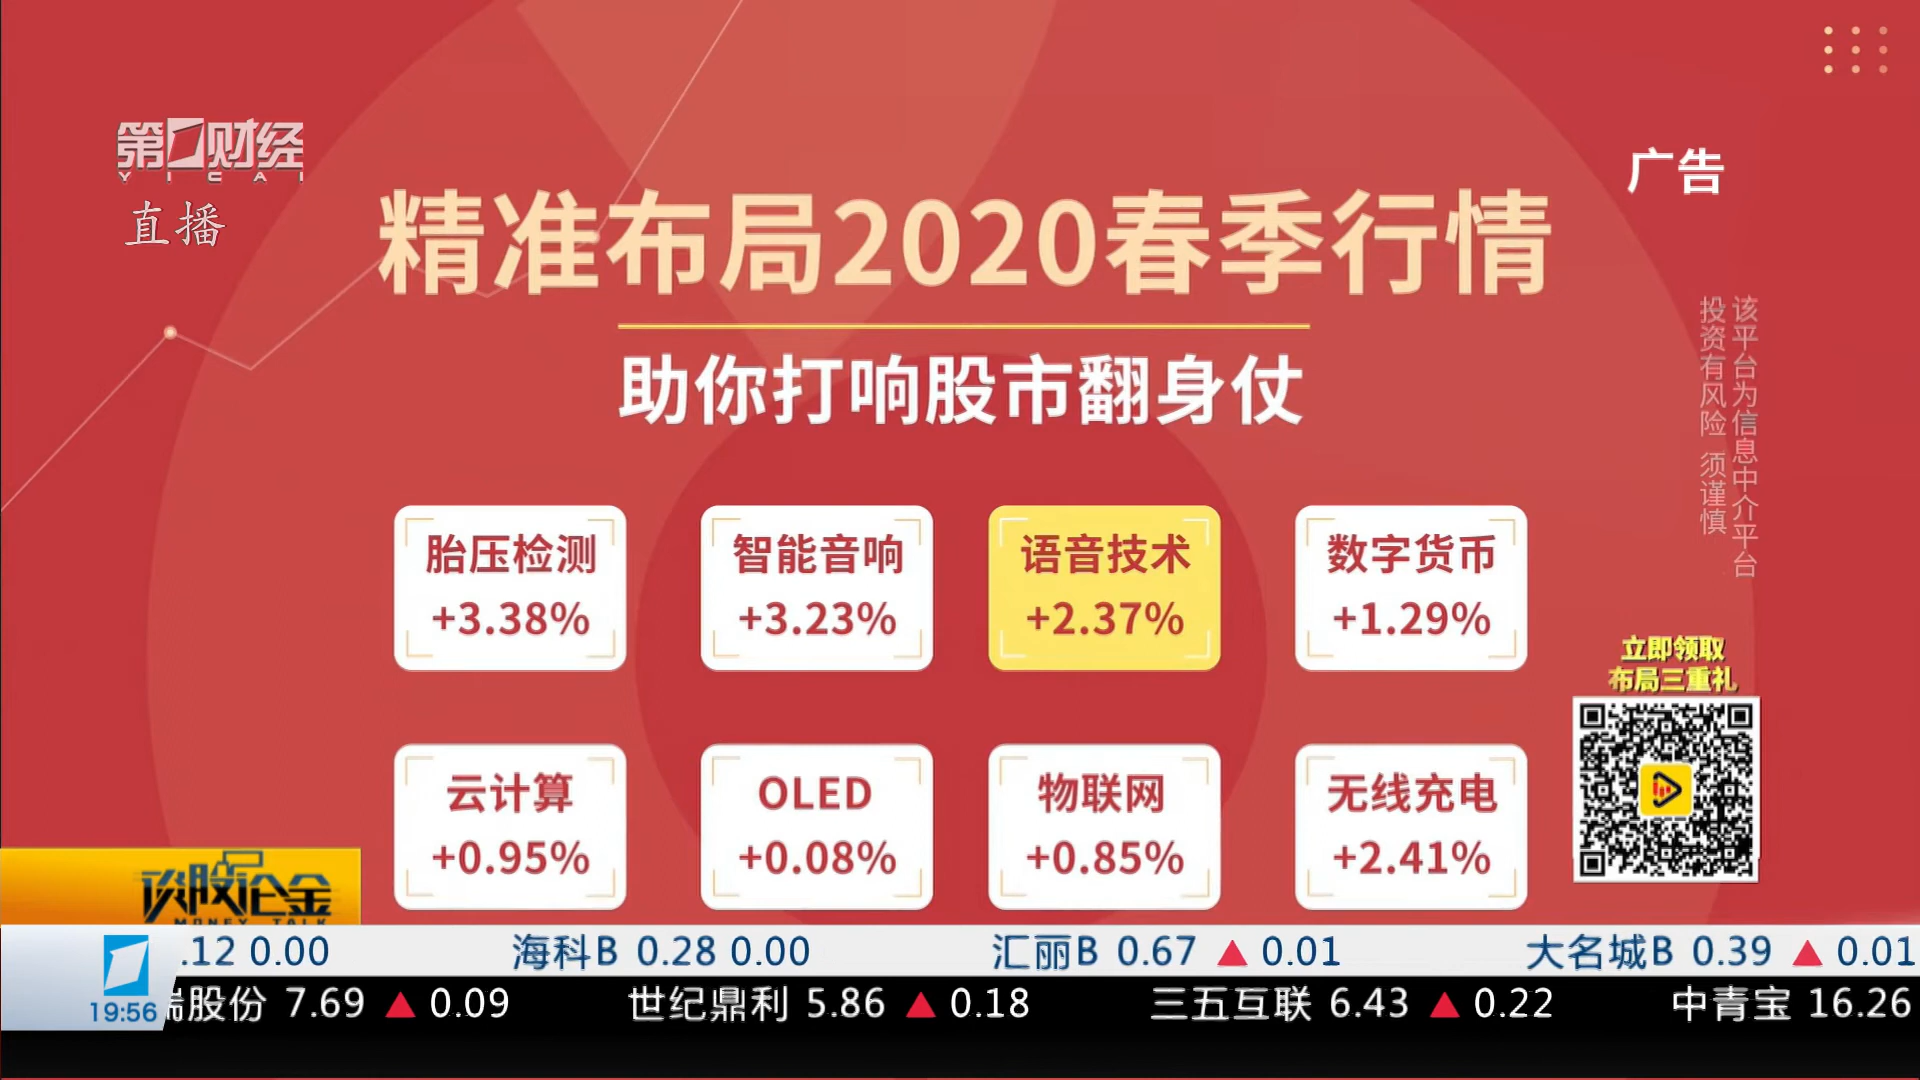 第一财经
YICAI
直播
广告
精准布局2020春季行情
助你打响股市翻身仗
该平台为信息中介平台
投资有风险 须谨慎
胎压检测
+3.38%
智能音响
+3.23%
语音技术
+2.37%
数字货币
+1.29%
云计算
+0.95%
OLED
+0.08%
物联网
+0.85%
无线充电
+2.41%
立即领取
布局三重礼
谈股论金
MONEY TALK
.12 0.00 海科B 0.28 0.00 汇丽B 0.67 ▲ 0.01 大名城B 0.39 ▲ 0.01
19:56
股份 7.69 ▲ 0.09 世纪鼎利 5.86 ▲ 0.18 三五互联 6.43 ▲ 0.22 中青宝 16.26